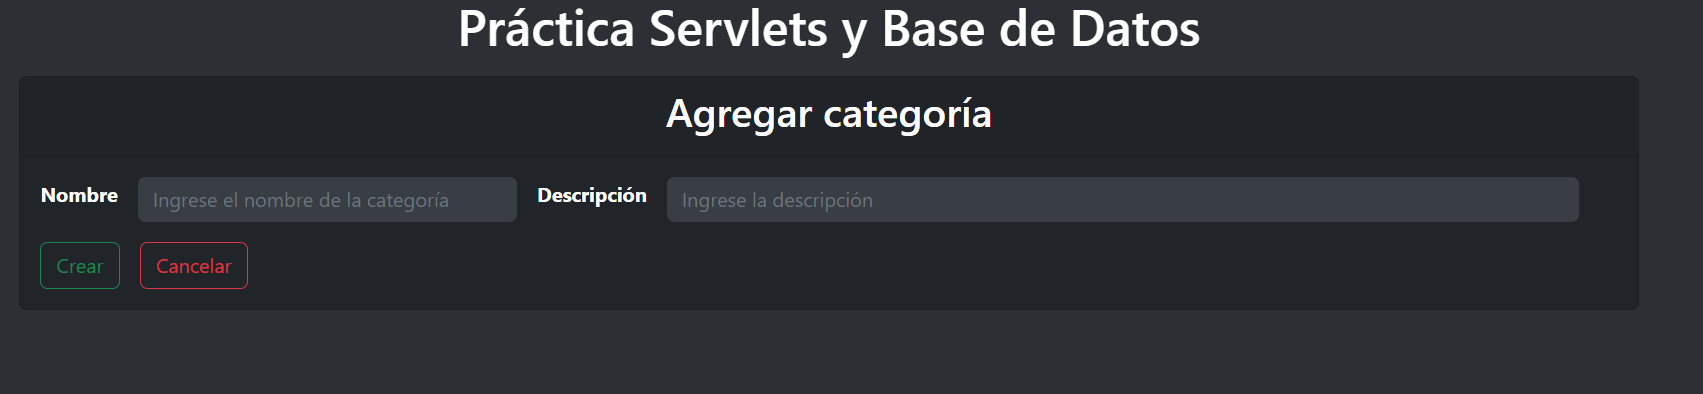 Práctica Servlets y Base de Datos
Agregar categoría
Nombre Ingrese el nombre de la categoría Descripción Ingrese la descripción
Crear Cancelar